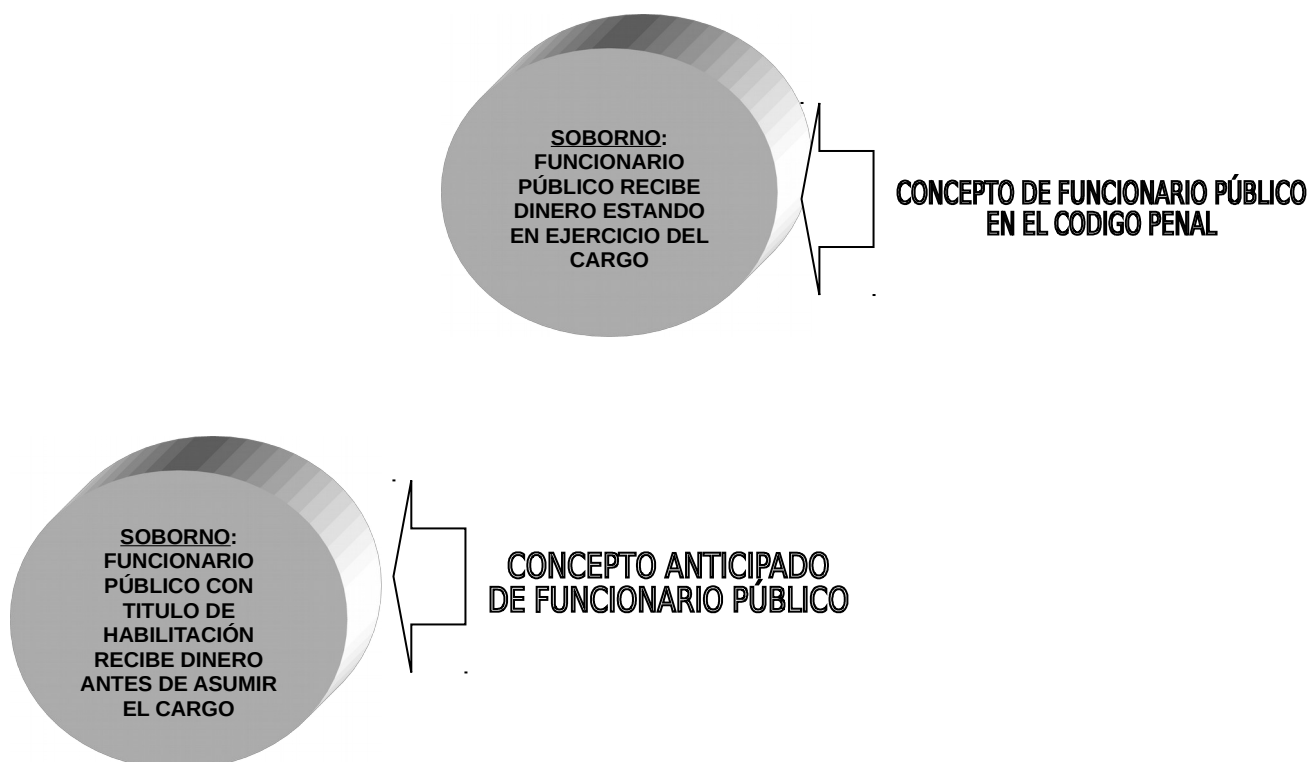 SOBORNO:
FUNCIONARIO
PÚBLICO RECIBE
DINERO ESTANDO
EN EJERCICIO DEL
CARGO
CONCEPTO DE FUNCIONARIO PÚBLICO
EN EL CODIGO PENAL
SOBORNO:
FUNCIONARIO
PÚBLICO CON
TITULO DE
HABILITACIÓN
RECIBE DINERO
ANTES DE ASUMIR
EL CARGO
CONCEPTO ANTICIPADO
DE FUNCIONARIO PÚBLICO